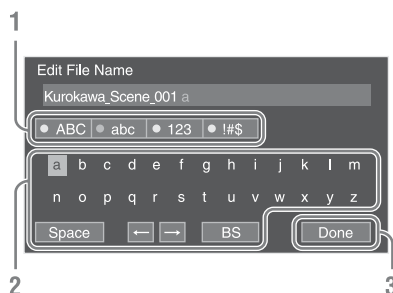 1
Edit File Name
Kurokawa_Scene_001 a
ABC abc 123 !#$
a b c d e f g h i j k l m
n o p q r s t u v w x y z
Space ← → BS Done
2 3